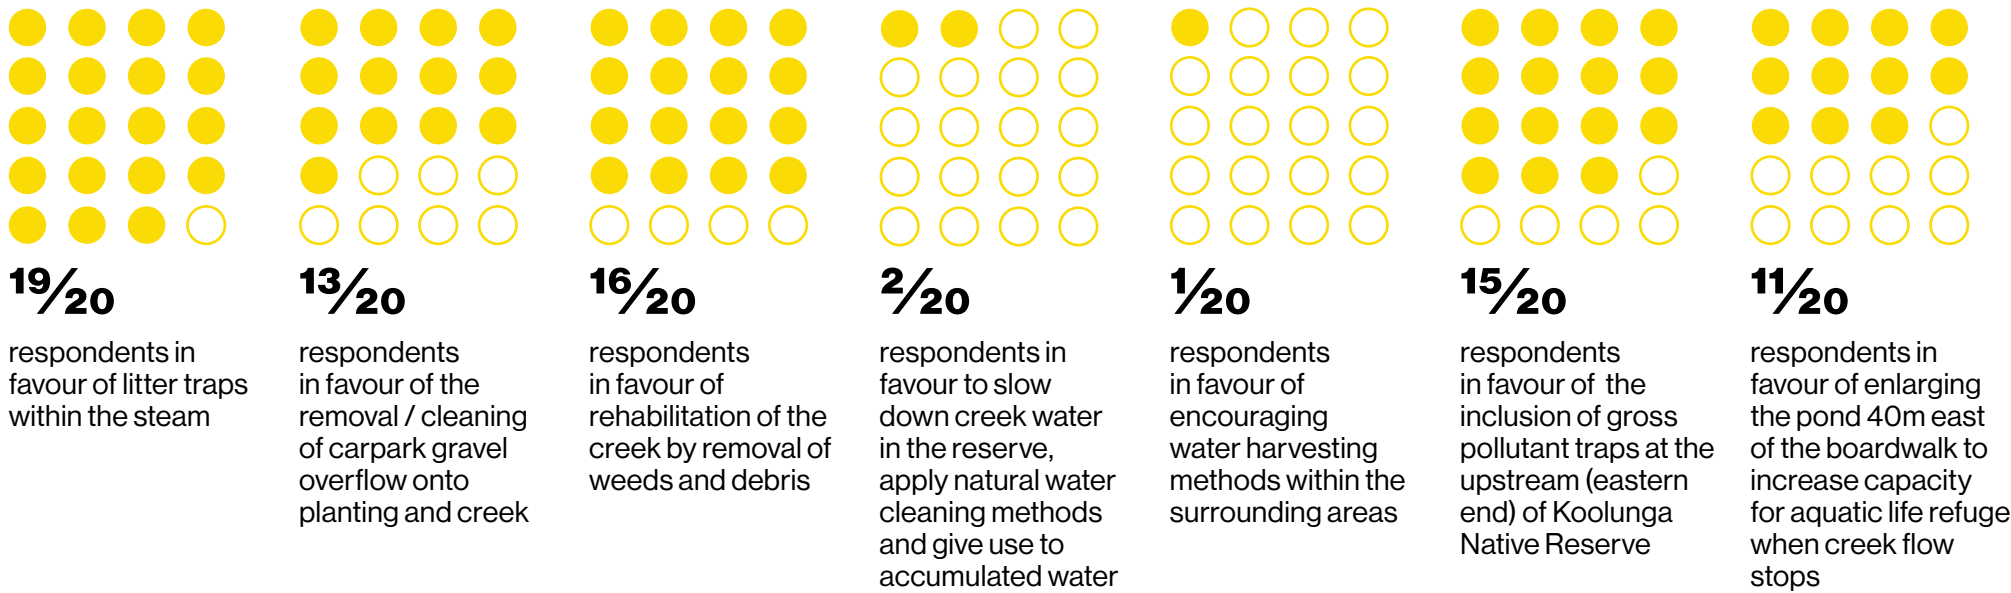 19/20
respondents in
favour of litter traps
within the steam
13/20
respondents
in favour of the
removal / cleaning
of carpark gravel
overflow onto
planting and creek
16/20
respondents
in favour of
rehabilitation of the
creek by removal of
weeds and debris
2/20
respondents in
favour to slow
down creek water
in the reserve,
apply natural water
cleaning methods
and give use to
accumulated water
1/20
respondents
in favour of
encouraging
water harvesting
methods within the
surrounding areas
15/20
respondents
in favour of  the
inclusion of gross
pollutant traps at the
upstream (eastern
end) of Koolunga
Native Reserve
11/20
respondents in
favour of enlarging
the pond 40m east
of the boardwalk to
increase capacity
for aquatic life refuge
when creek flow
stops